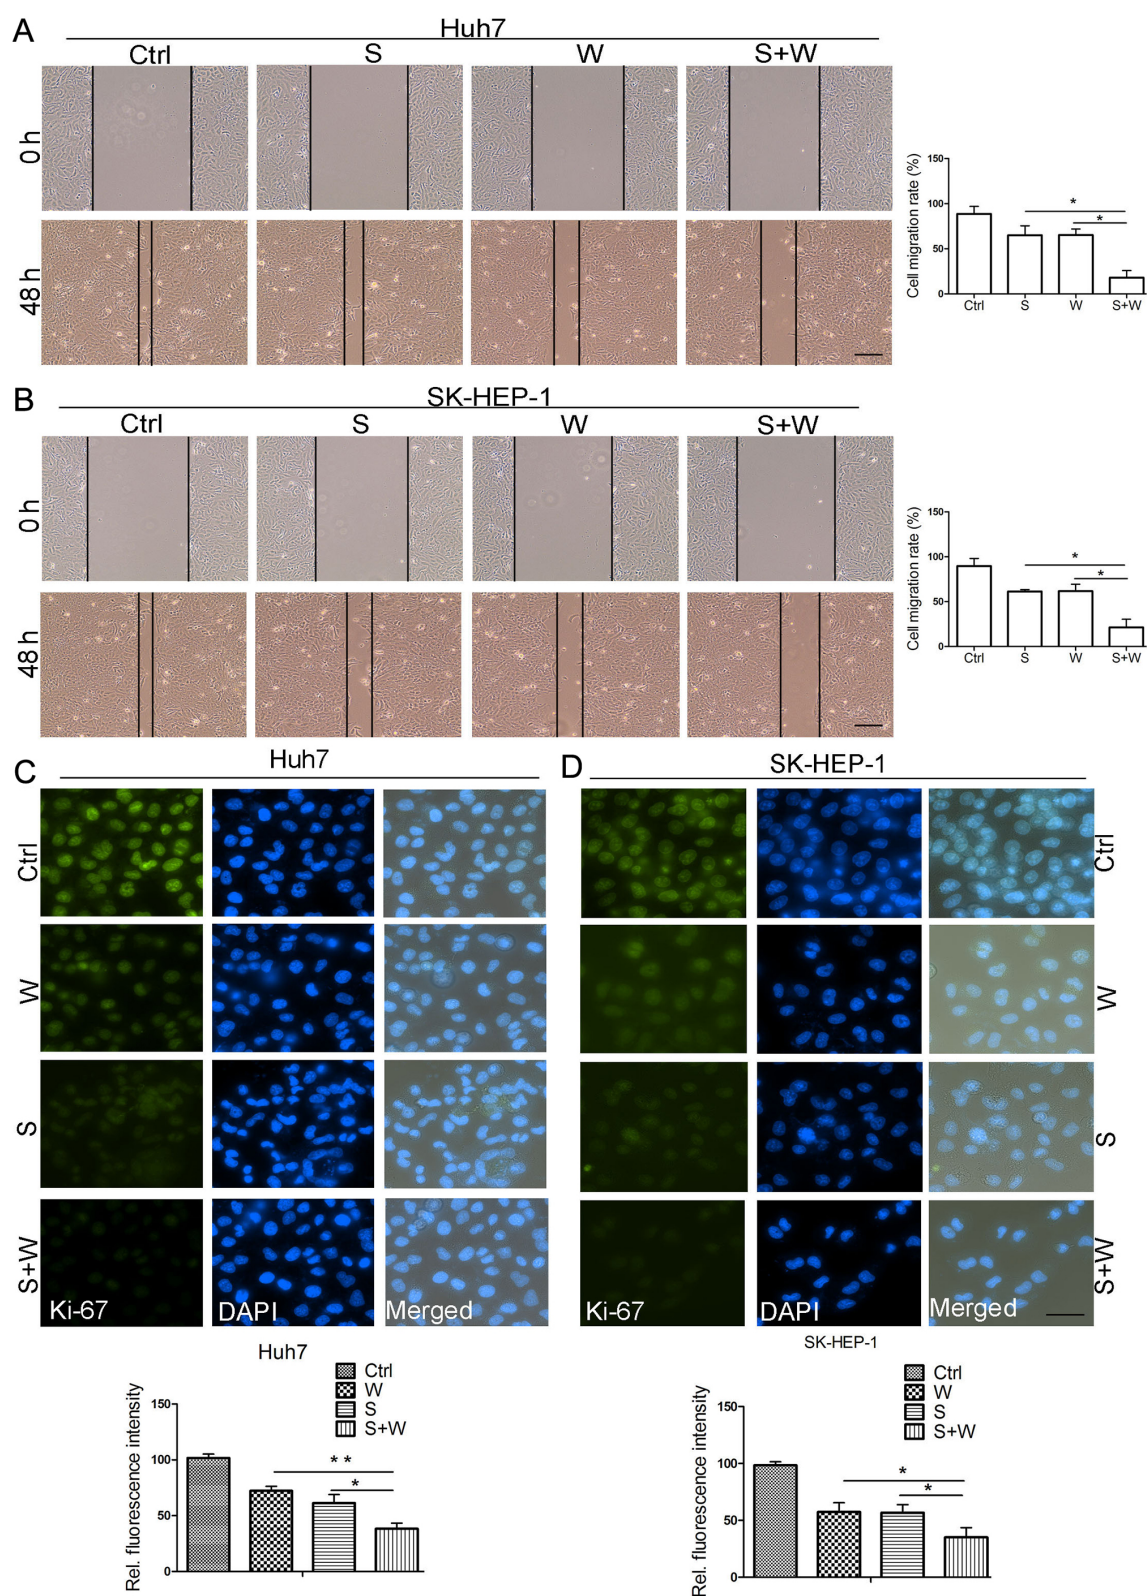 A
Huh7
Ctrl S W S+W
0 h
48 h
Cell migration rate (%)
150
100
50
0
* 
*
Ctrl S W S+W
B
SK-HEP-1
Ctrl S W S+W
0 h
48 h
Cell migration rate (%)
150
100
50
0
*
*
Ctrl S W S+W
C
Huh7
Ctrl
W
S
S+W
Ki-67 DAPI Merged
D
SK-HEP-1
Ctrl
W
S
S+W
Ki-67 DAPI Merged
Huh7
Ctrl
W
S
S+W
Rel. fluorescence intensity
150
100
50
0
* *
*
SK-HEP-1
Ctrl
W
S
S+W
Rel. fluorescence intensity
150
100
50
0
*
*